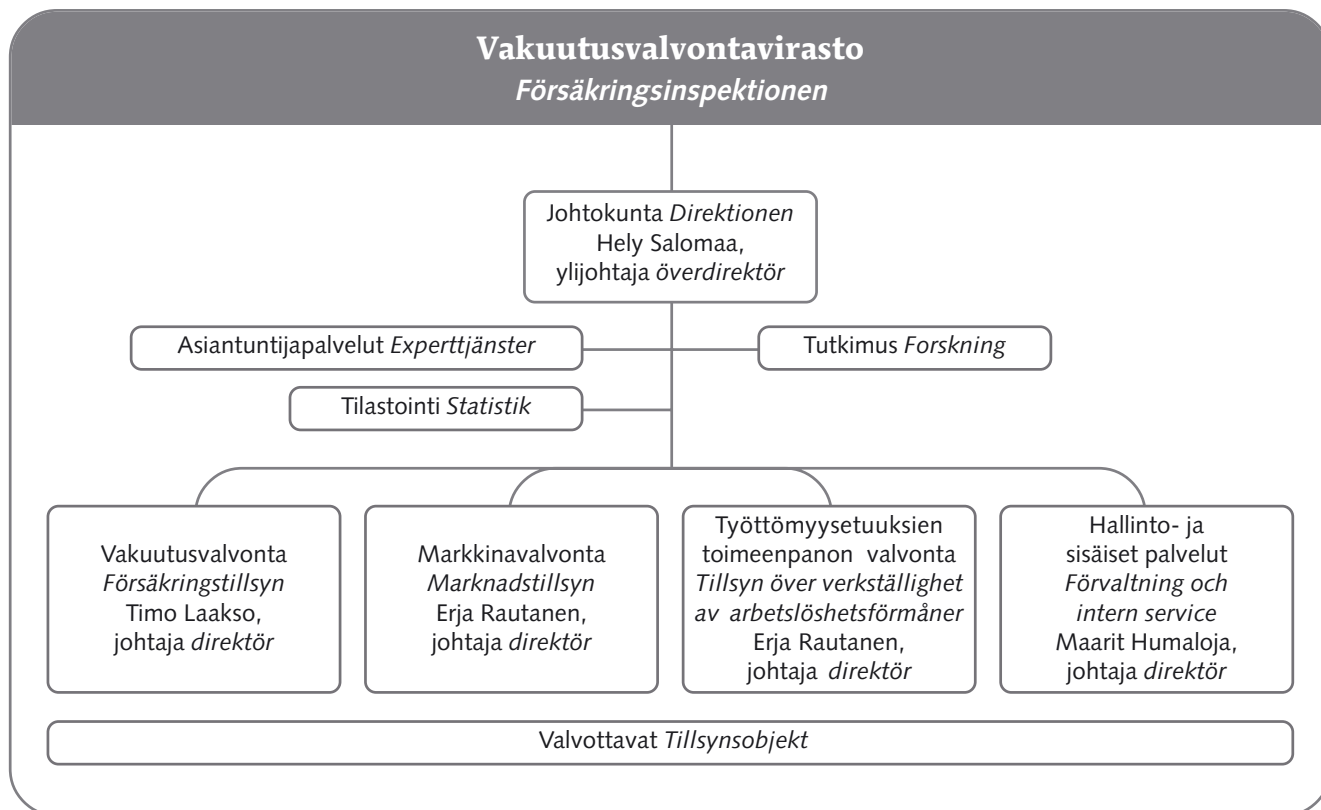 Vakuutusvalvontavirasto
Försäkringsinspektionen
Johtokunta Direktionen
Hely Salomaa,
ylijohtaja överdirektör
Asiantuntijapalvelut Experttjänster
Tutkimus Forskning
Tilastointi Statistik
Vakuutusvalvonta
Försäkringstillsyn
Timo Laakso,
johtaja direktör
Markkinavalvonta
Marknadstillsyn
Erja Rautanen,
johtaja direktör
Työttömyysetuuksien
toimeenpanon valvonta
Tillsyn över verkställighet
av arbetslöshetsförmåner
Erja Rautanen,
johtaja direktör
Hallinto- ja
sisäiset palvelut
Förvaltning och
intern service
Maarit Humaloja,
johtaja direktör
Valvottavat Tillsynsobjekt